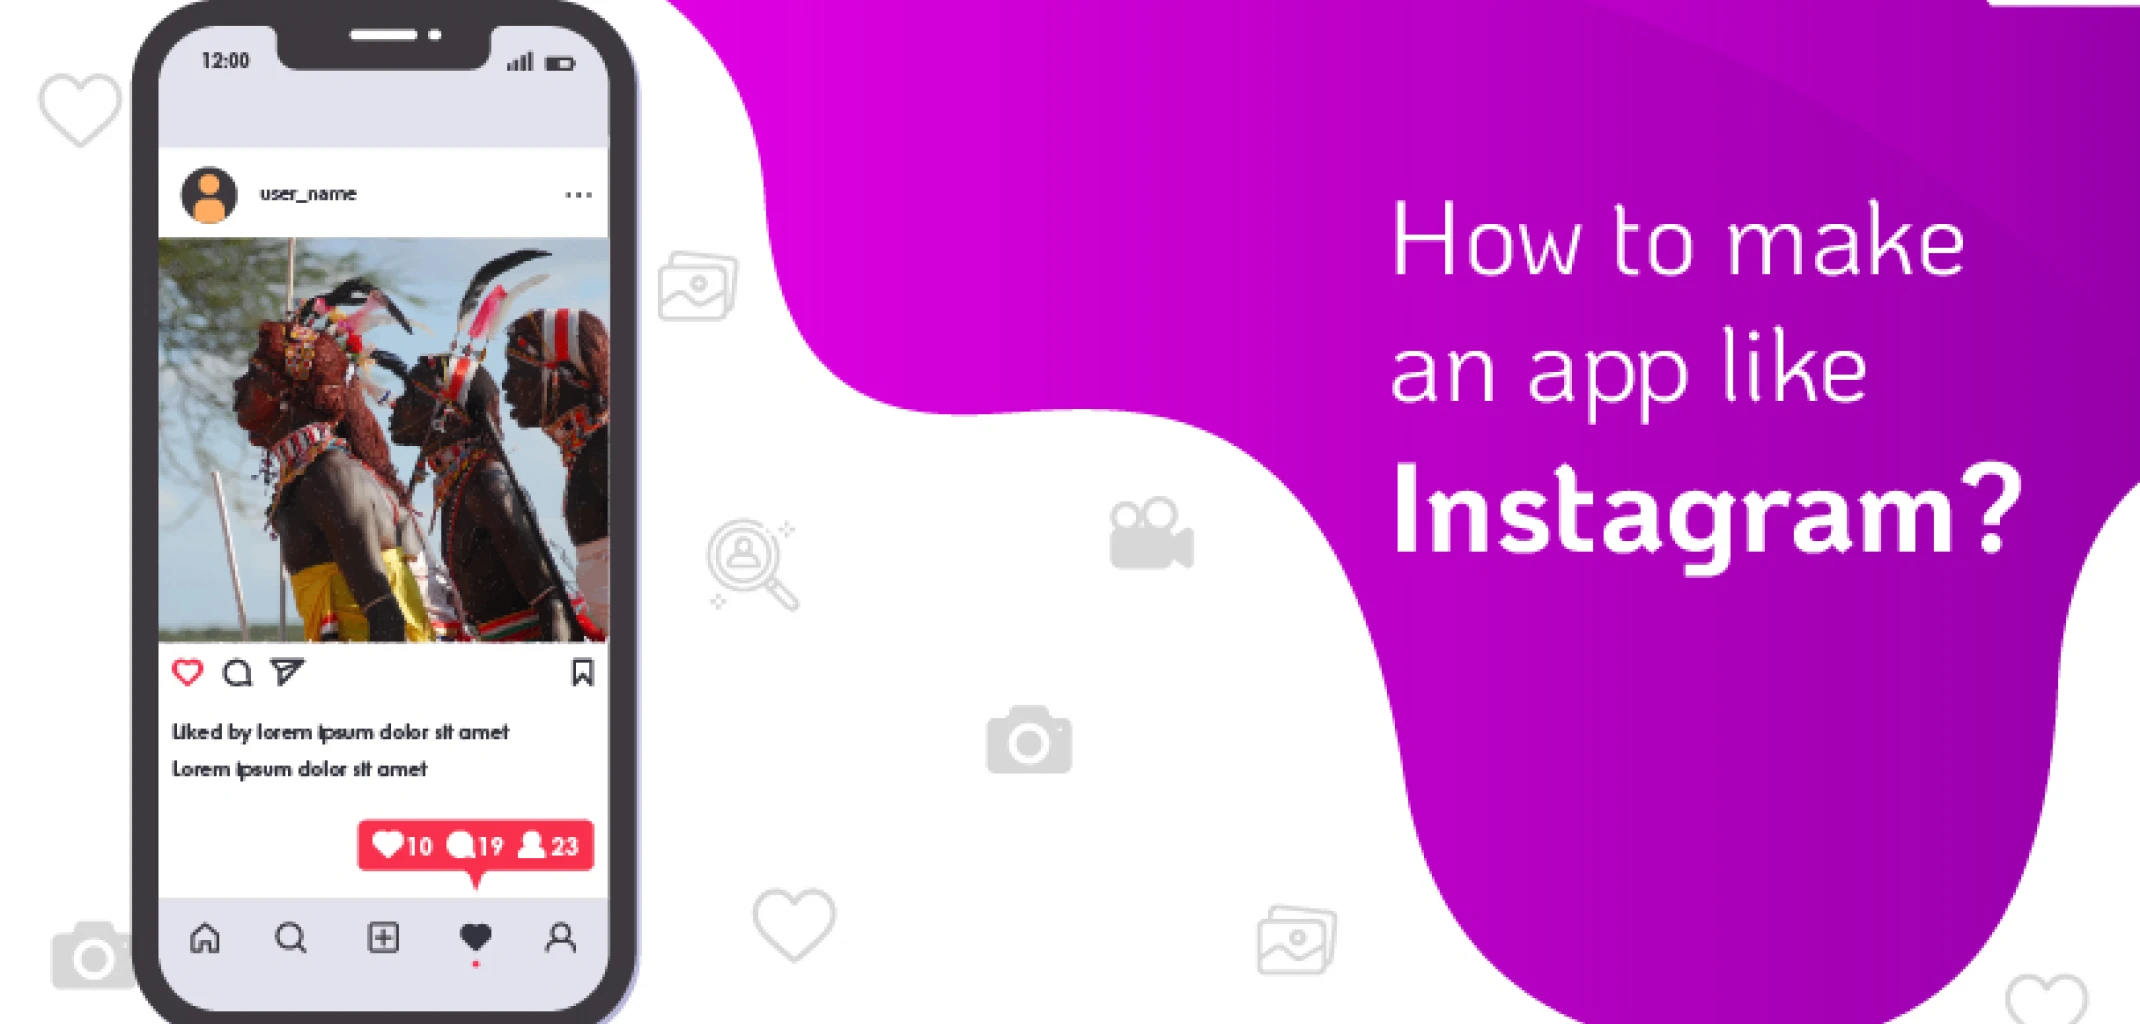 12:00
user_name
Liked by lorem ipsum dolor sit amet
Lorem ipsum dolor sit amet
10 19 23
How to make
an app like
Instagram?